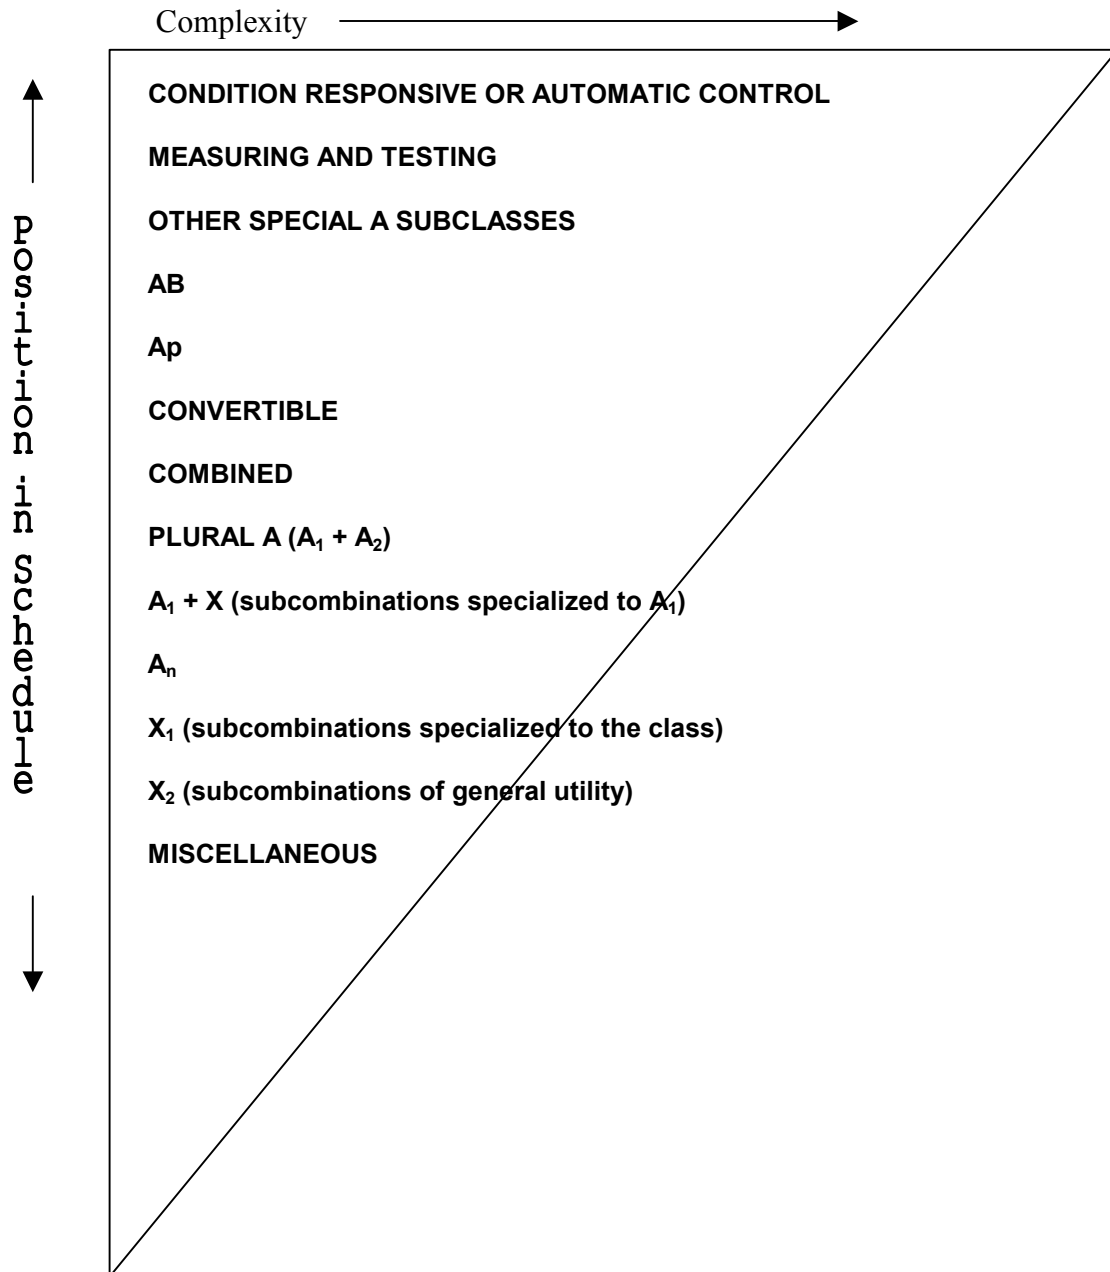 Complexity
Position in Schedule
CONDITION RESPONSIVE OR AUTOMATIC CONTROL
MEASURING AND TESTING
OTHER SPECIAL A SUBCLASSES
AB
Ap
CONVERTIBLE
COMBINED
PLURAL A (A₁ + A₂)
A₁ + X (subcombinations specialized to A₁)
Aₙ
X₁ (subcombinations specialized to the class)
X₂ (subcombinations of general utility)
MISCELLANEOUS